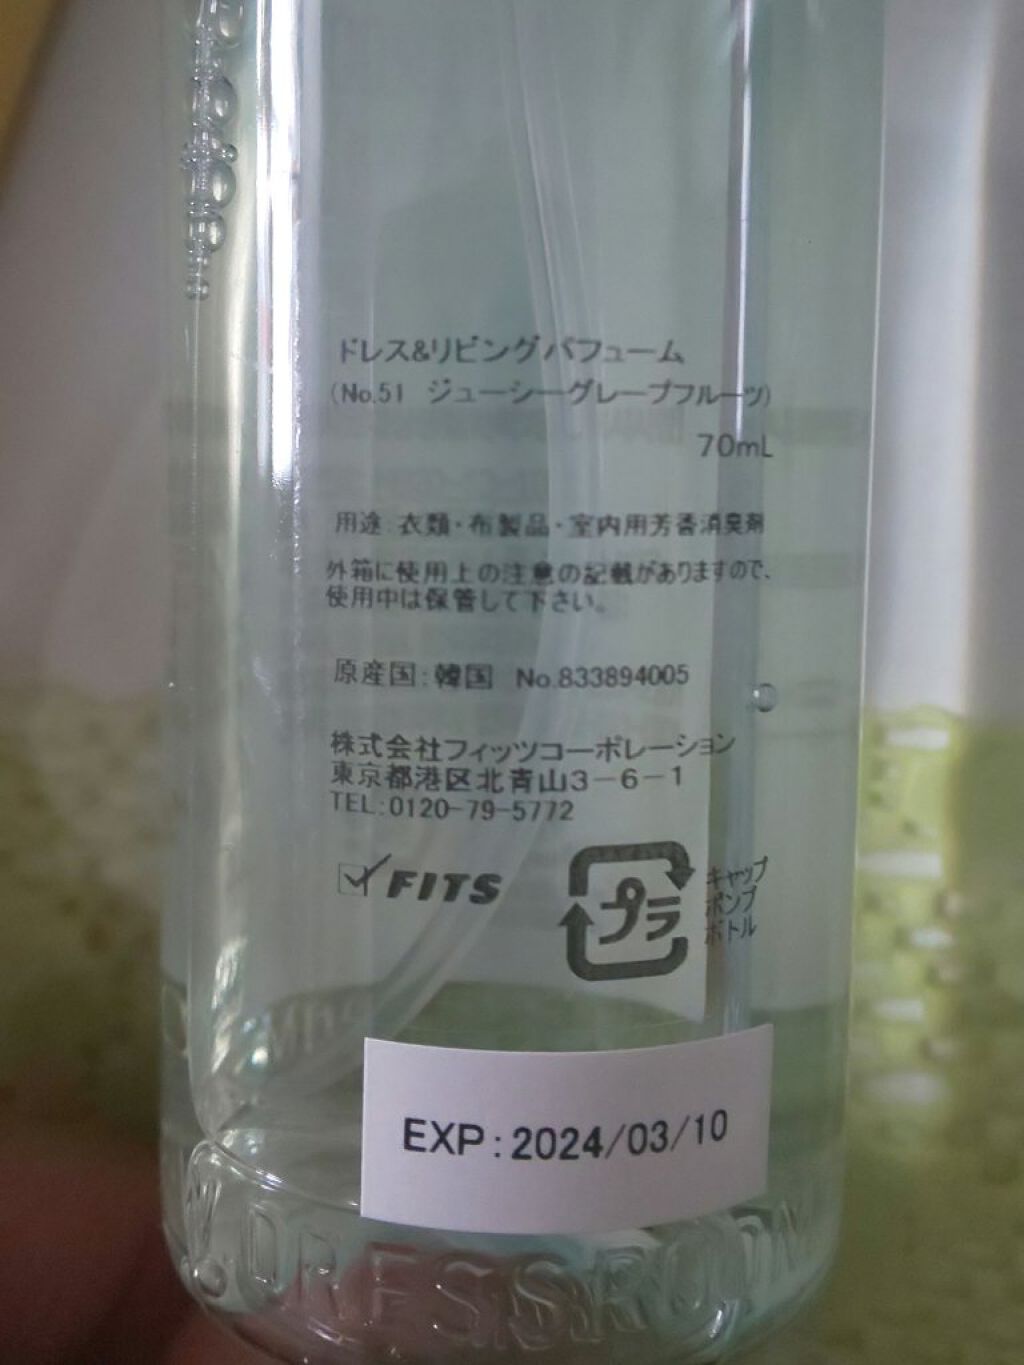 ドレス&リビングパフューム
(No.51 ジューシーグレープフルーツ)
70mL
用途:衣類・布製品・室内用芳香消臭剤
外箱に使用上の注意の記載がありますので、
使用中は保管して下さい。
原産国:韓国 No.833894005
株式会社フィッツコーポレーション
東京都港区北青山3-6-1
TEL:0120-79-5772
FITS
プラ
キャップ
ポンプ
ボトル
EXP:2024/03/10
W.DRESSROOM